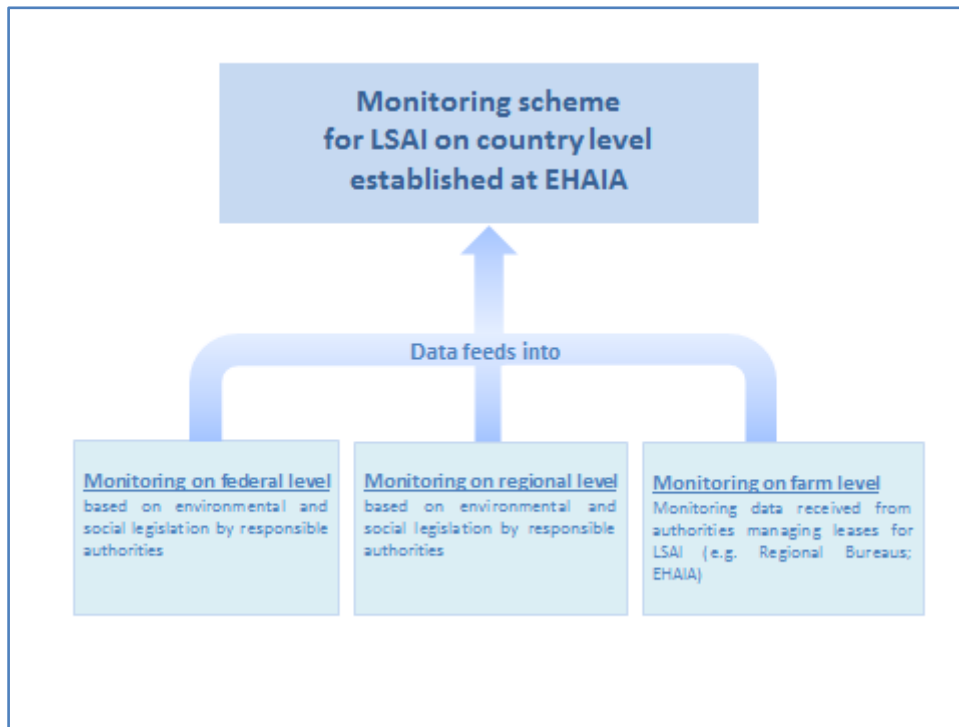 Monitoring scheme
for LSAI on country level
established at EHAIA
Data feeds into
Monitoring on federal level
based on environmental and
social legislation by responsible
authorities
Monitoring on regional level
based on environmental and
social legislation by responsible
authorities
Monitoring on farm level
Monitoring data received from
authorities managing leases for
LSAI (e.g. Regional Bureaus;
EHAIA)